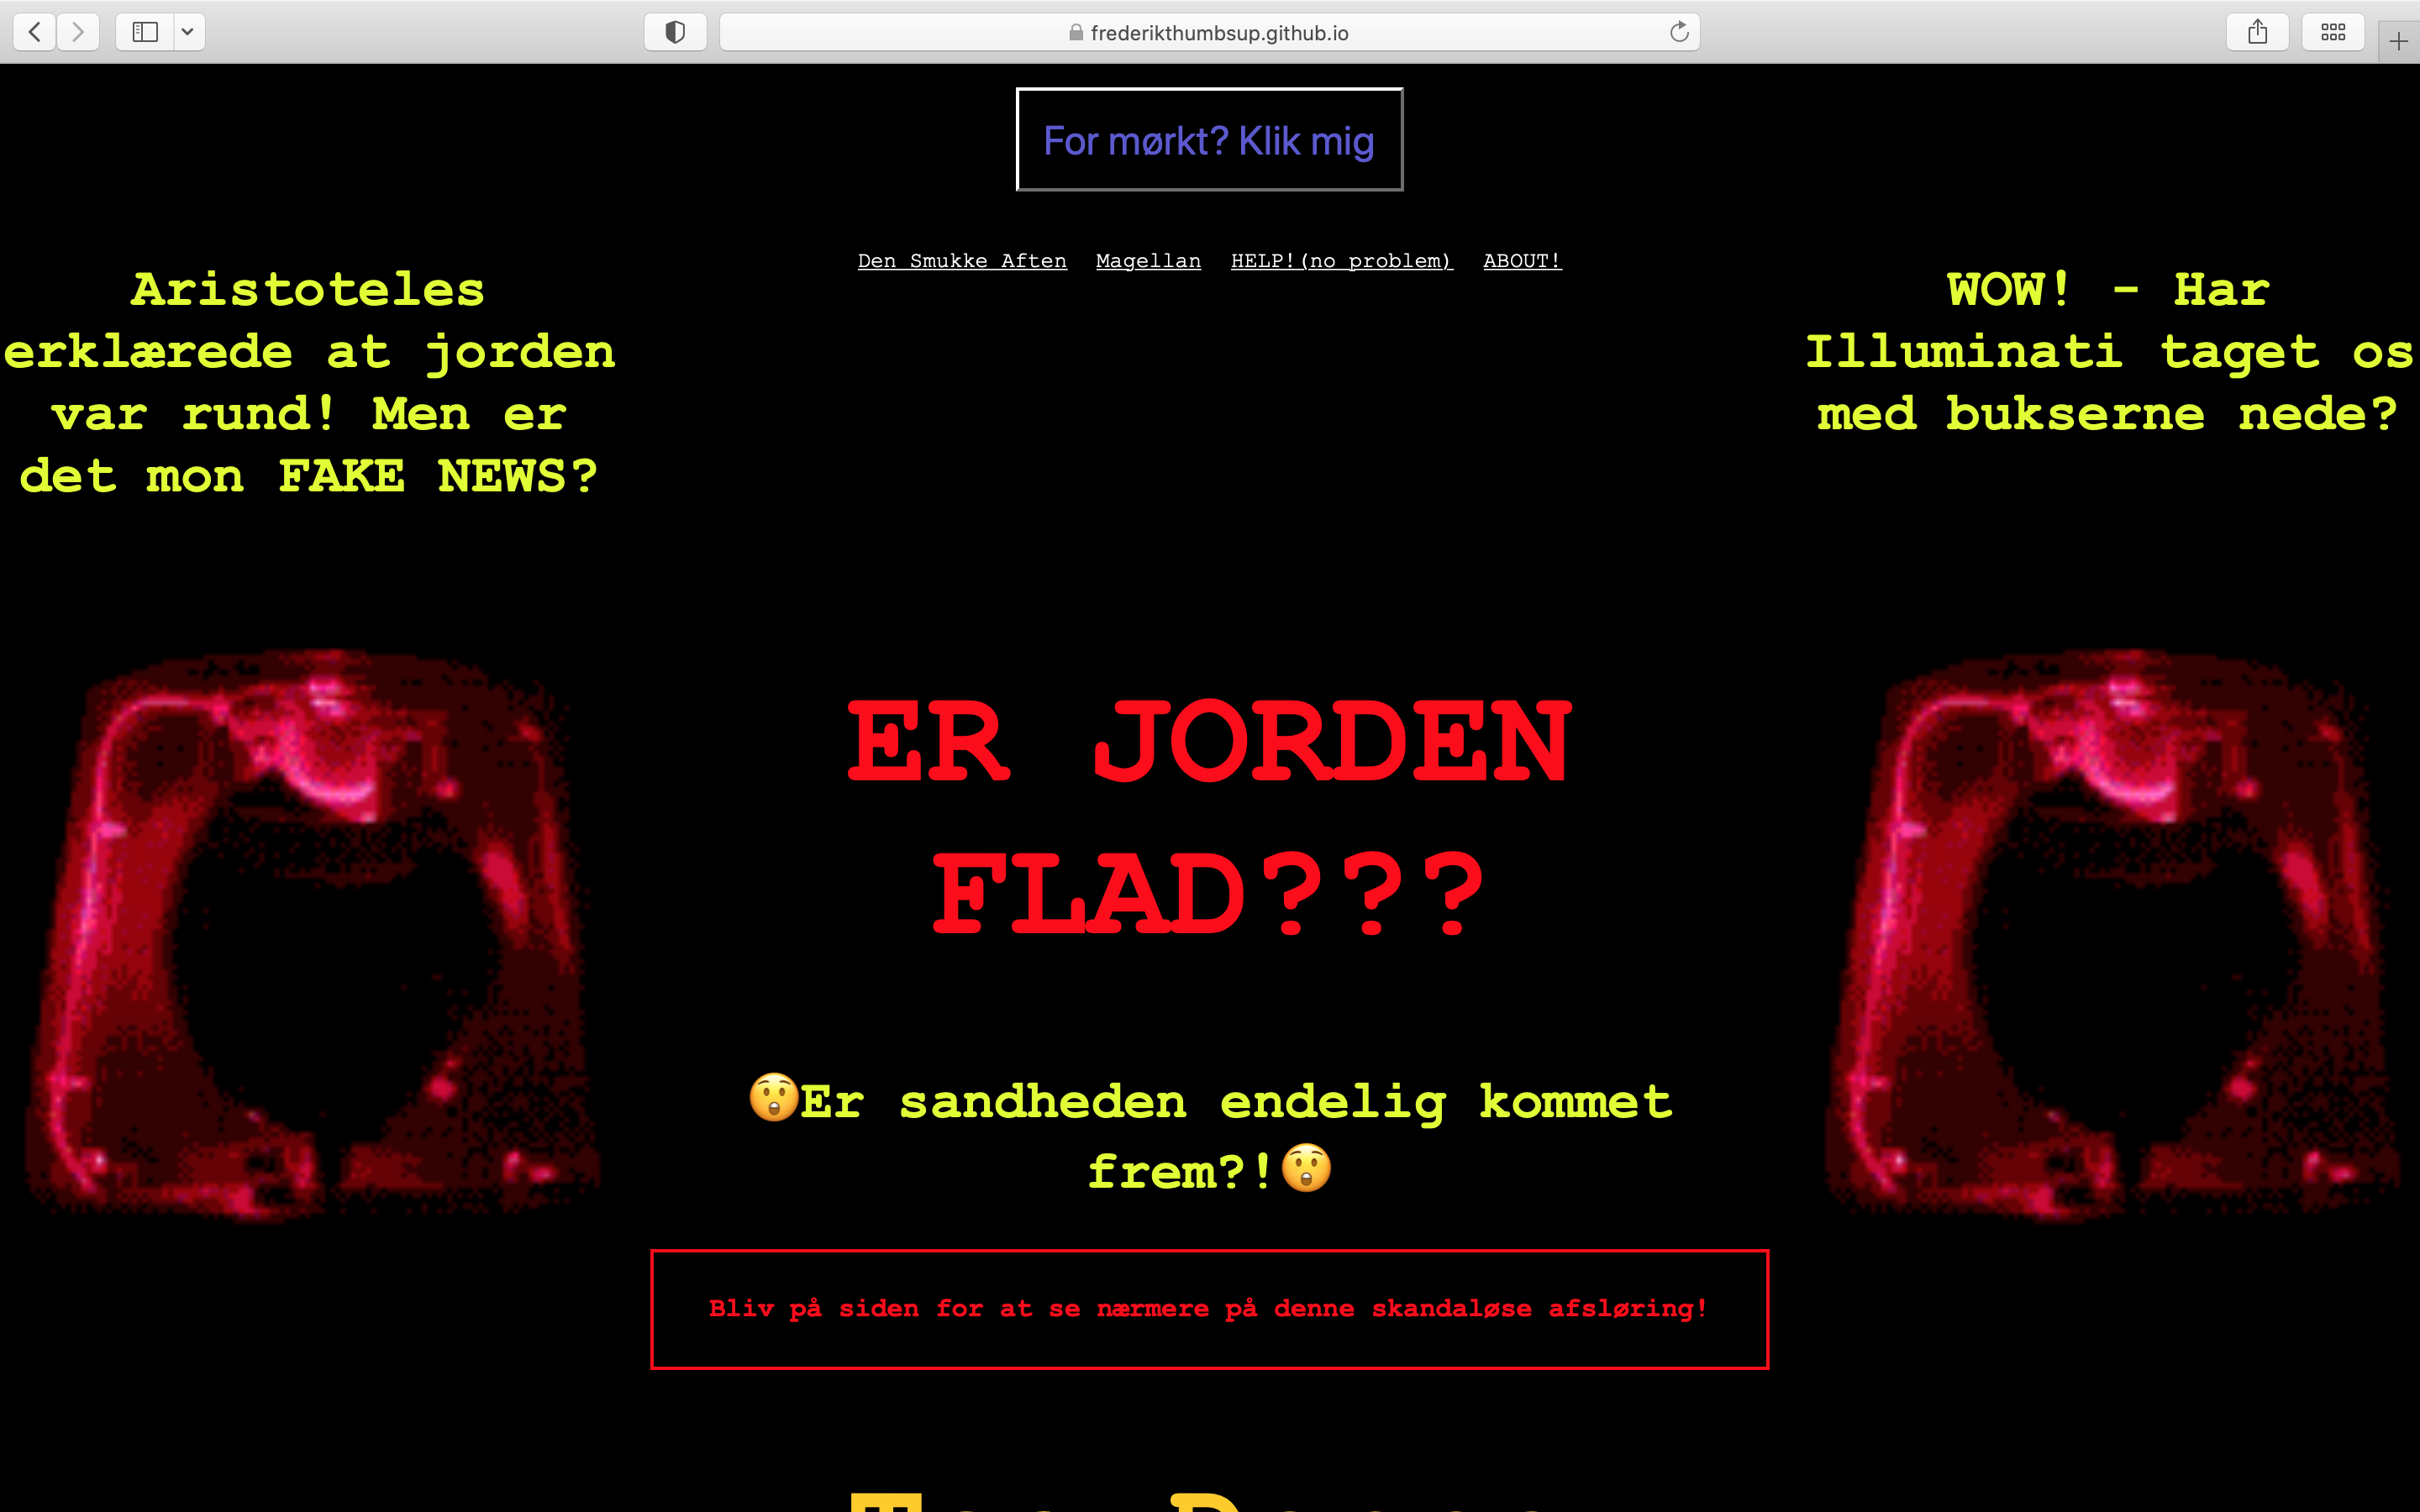 frederikthumbsup.github.io
For mørkt? Klik mig
Den Smukke Aften Magellan HELP!(no problem) ABOUT!
Aristoteles
erklærede at jorden
var rund! Men er
det mon FAKE NEWS?
WOW! - Har
Illuminati taget os
med bukserne nede?
ER JORDEN
FLAD???
😲Er sandheden endelig kommet
frem?!😲
Bliv på siden for at se nærmere på denne skandaløse afsløring!